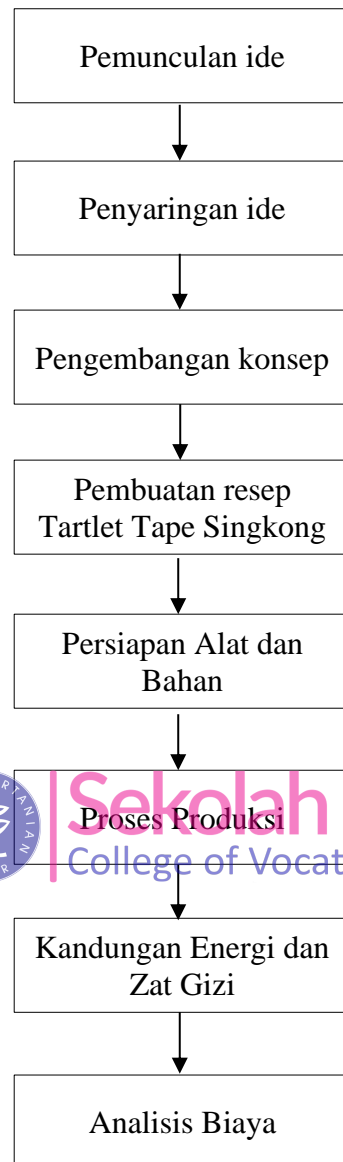 Pemunculan ide
Penyaringan ide
Pengembangan konsep
Pembuatan resep
Tartlet Tape Singkong
Persiapan Alat dan
Bahan
Sekolah
Proses Produksi
College of Vocat
Kandungan Energi dan
Zat Gizi
Analisis Biaya